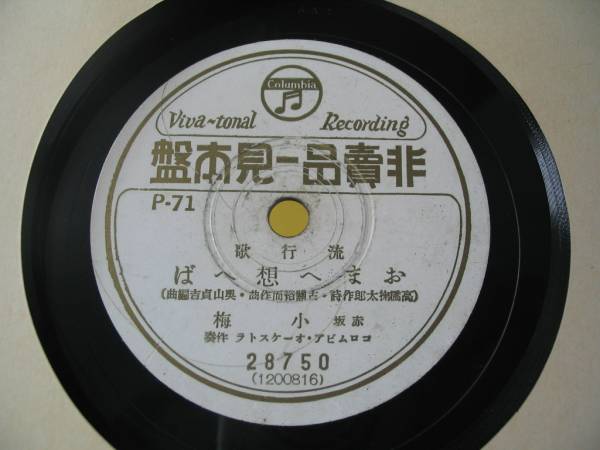 Columbia
Viva-tonal Recording
非賣品ー見本盤
P-71
流行歌
おまへ想へば
(高橋掬太郎作詩・古關裕而作曲・奥山貞吉編曲)
赤坂 小梅
コロムビア・オーケストラ 伴奏
28750
(1200816)